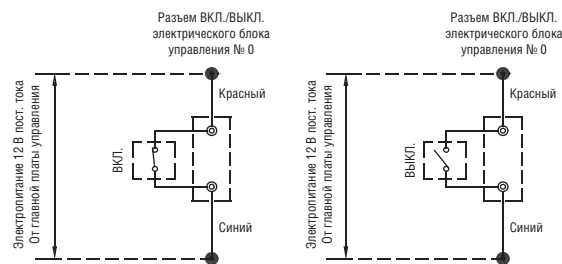 Разъем ВКЛ./ВЫКЛ.
электрического блока
управления № 0
Красный
Электропитание 12 В пост. тока
От главной платы управления
ВКЛ.
Синий
Разъем ВКЛ./ВЫКЛ.
электрического блока
управления № 0
Красный
Электропитание 12 В пост. тока
От главной платы управления
ВЫКЛ.
Синий